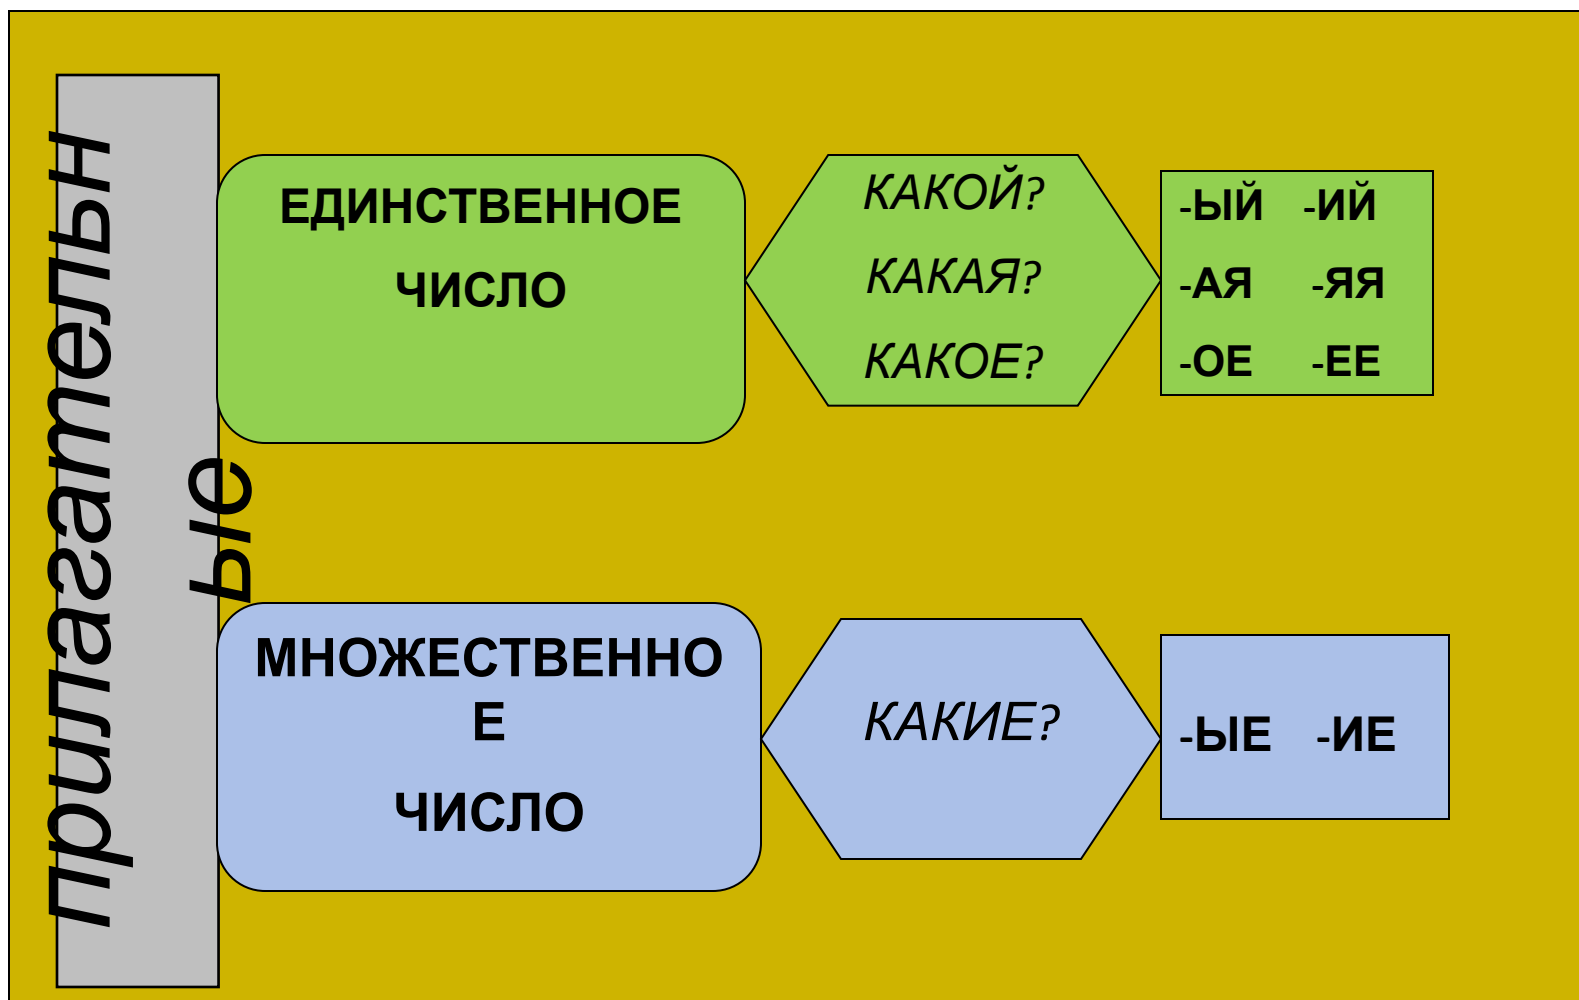 прилагательн
ые
ЕДИНСТВЕННОЕ
ЧИСЛО
КАКОЙ?
КАКАЯ?
КАКОЕ?
-ЫЙ -ИЙ
-АЯ -ЯЯ
-ОЕ -ЕЕ
МНОЖЕСТВЕННО
Е
ЧИСЛО
КАКИЕ?
-ЫЕ -ИЕ